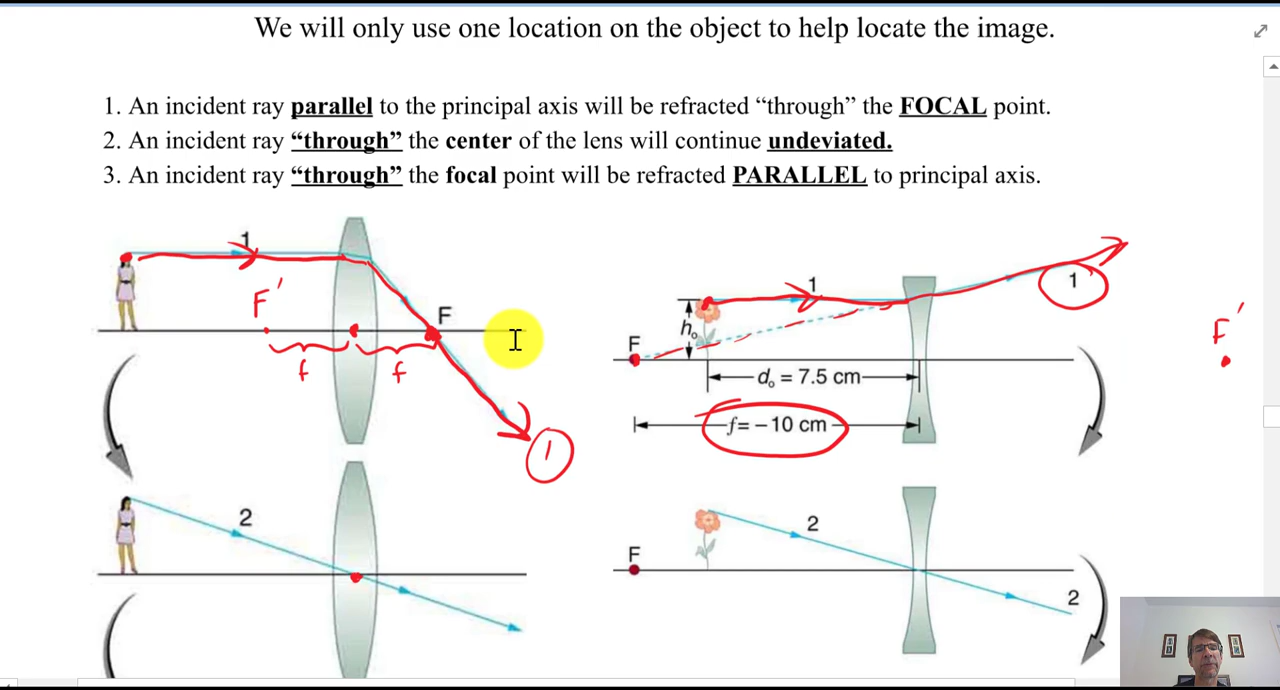 We will only use one location on the object to help locate the image.
1. An incident ray parallel to the principal axis will be refracted “through” the FOCAL point.
2. An incident ray “through” the center of the lens will continue undeviated.
3. An incident ray “through” the focal point will be refracted PARALLEL to principal axis.
1
F'
F
f
f
1
1
hₒ
F
1
F'
dₒ = 7.5 cm
f = – 10 cm
2
2
F
2